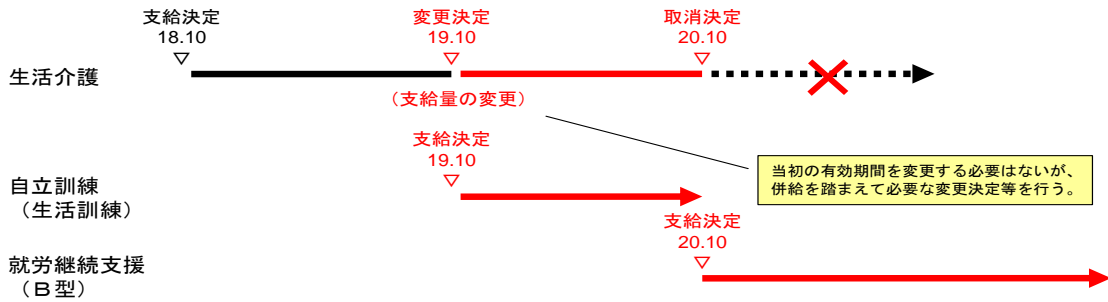 支給決定
18.10
▽
変更決定
19.10
▽
取消決定
20.10
▽
生活介護
(支給量の変更)
支給決定
19.10
▽
当初の有効期間を変更する必要はないが、
併給を踏まえて必要な変更決定等を行う。
自立訓練
(生活訓練)
支給決定
20.10
▽
就労継続支援
(B型)